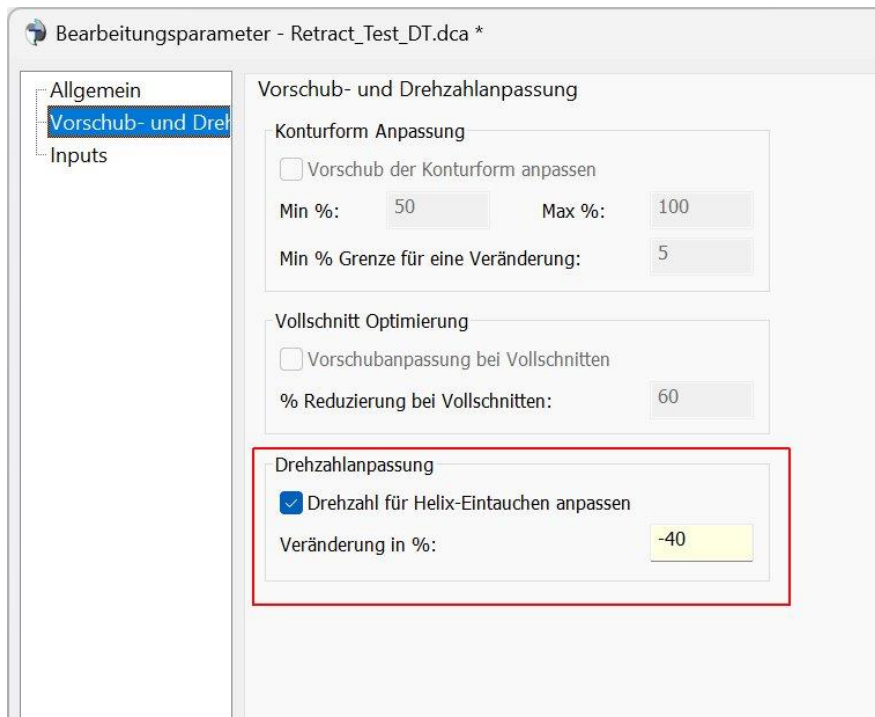 Bearbeitungsparameter - Retract_Test_DT.dca *
Allgemein
Vorschub- und Dreh
Inputs
Vorschub- und Drehzahlanpassung
Konturform Anpassung
Vorschub der Konturform anpassen
Min %: 50 Max %: 100
Min % Grenze für eine Veränderung: 5
Vollschnitt Optimierung
Vorschubanpassung bei Vollschnitten
% Reduzierung bei Vollschnitten: 60
Drehzahlanpassung
Drehzahl für Helix-Eintauchen anpassen
Veränderung in %: -40